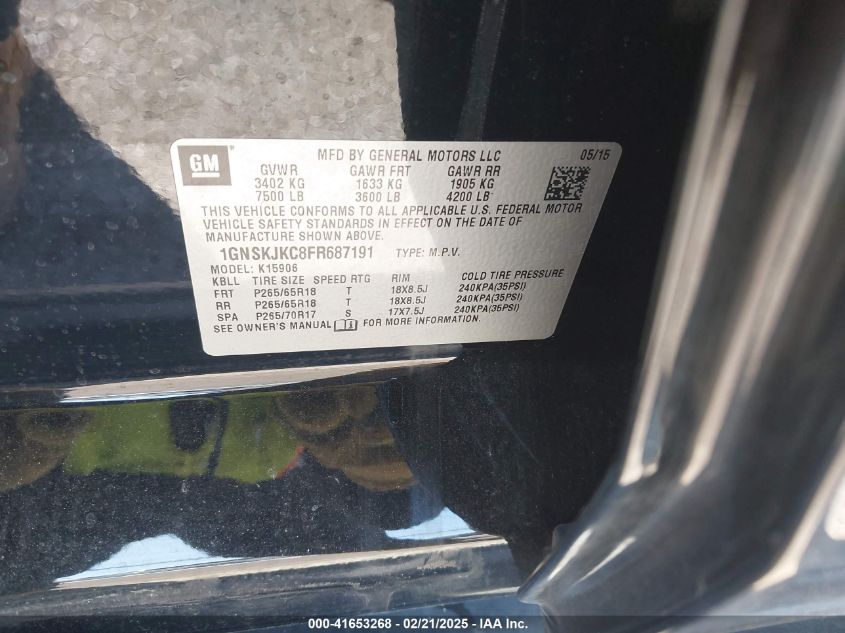 GM
MFD BY GENERAL MOTORS LLC 05/15
GVWR GAWR FRT GAWR RR
3402 KG 1633 KG 1905 KG
7500 LB 3600 LB 4200 LB
THIS VEHICLE CONFORMS TO ALL APPLICABLE U.S. FEDERAL MOTOR
VEHICLE SAFETY STANDARDS IN EFFECT ON THE DATE OF
MANUFACTURE SHOWN ABOVE.
1GNSKJKC8FR687191 TYPE: M.P.V.
MODEL: K15906
KBLL TIRE SIZE SPEED RTG RIM COLD TIRE PRESSURE
FRT P265/65R18 T 18X8.5J 240KPA(35PSI)
RR P265/65R18 T 18X8.5J 240KPA(35PSI)
SPA P265/70R17 S 17X7.5J 240KPA(35PSI)
SEE OWNER'S MANUAL FOR MORE INFORMATION.
000-41653268 - 02/21/2025 - IAA Inc.